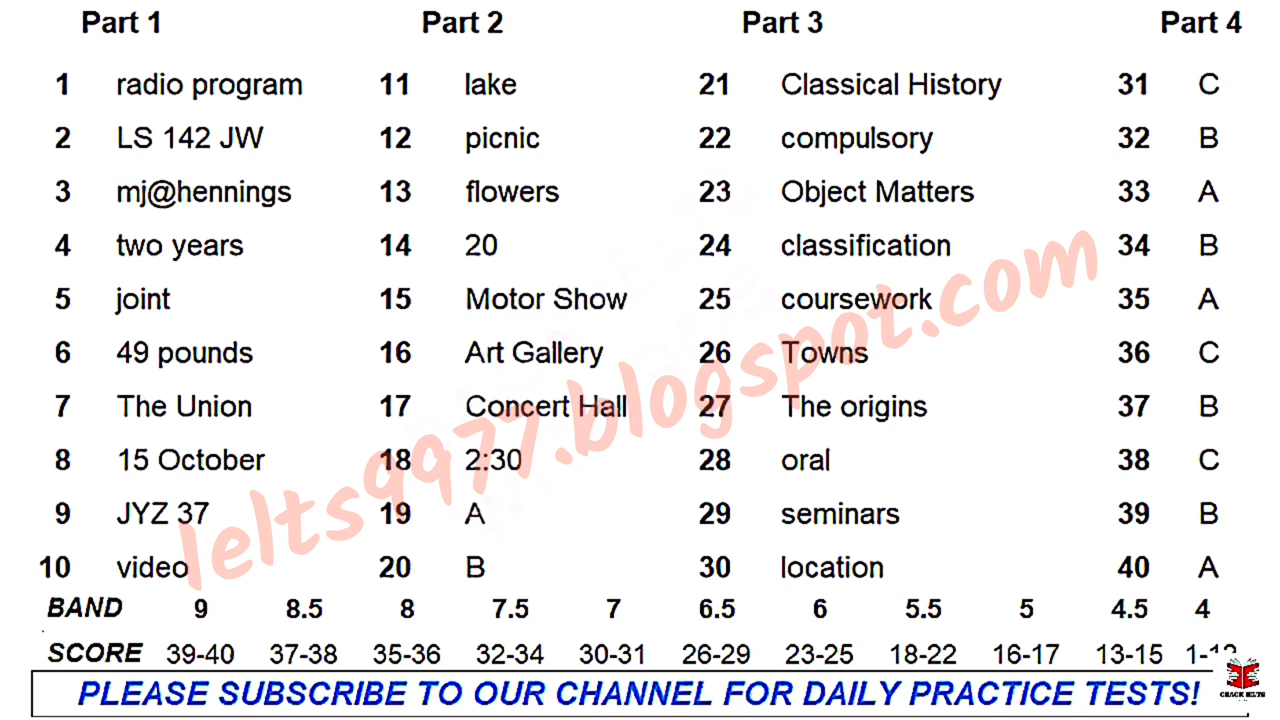 Part 1 Part 2 Part 3 Part 4
1 radio program 11 lake 21 Classical History 31 C
2 LS 142 JW 12 picnic 22 compulsory 32 B
3 mj@hennings 13 flowers 23 Object Matters 33 A
4 two years 14 20 24 classification 34 B
5 joint 15 Motor Show 25 coursework 35 A
6 49 pounds 16 Art Gallery 26 Towns 36 C
7 The Union 17 Concert Hall 27 The origins 37 B
8 15 October 18 2:30 28 oral 38 C
9 JYZ 37 19 A 29 seminars 39 B
10 video 20 B 30 location 40 A
Ielts9977.blogspot.com
BAND 9 8.5 8 7.5 7 6.5 6 5.5 5 4.5 4
SCORE 39-40 37-38 35-36 32-34 30-31 26-29 23-25 18-22 16-17 13-15
PLEASE SUBSCRIBE TO OUR CHANNEL FOR DAILY PRACTICE TESTS!
CRACK IELTS